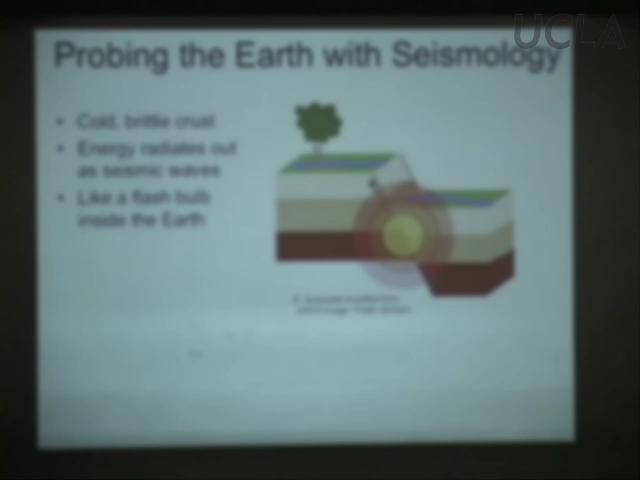 UCLA
Probing the Earth with Seismology
• Cold, brittle crust
• Energy radiates out
as seismic waves
• Like a flash bulb
inside the Earth